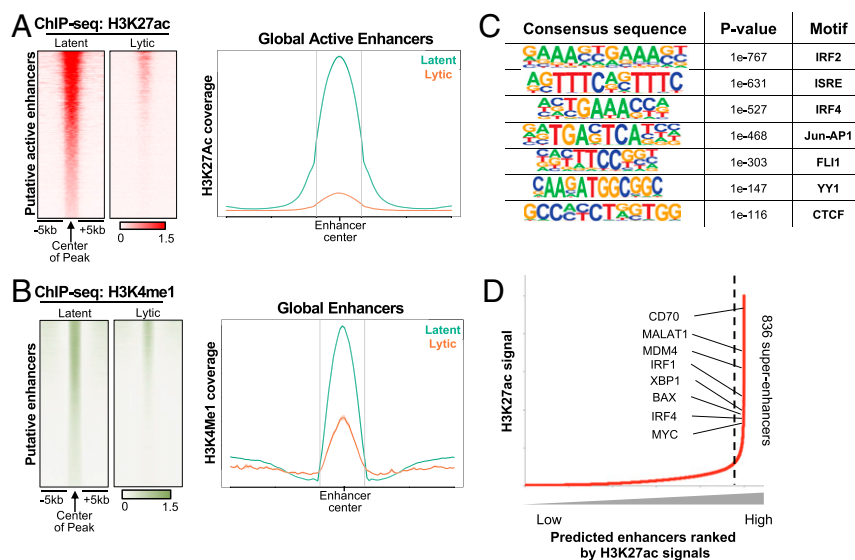 A
ChIP-seq: H3K27ac
Latent
Lytic
Putative active enhancers
-5kb
+5kb
Center
of Peak
0
1.5
Global Active Enhancers
Latent
Lytic
H3K27Ac coverage
Enhancer
center
B
ChIP-seq: H3K4me1
Latent
Lytic
Putative enhancers
-5kb
+5kb
Center
of Peak
0
1.5
Global Enhancers
Latent
Lytic
H3K4Me1 coverage
Enhancer
center
C
Consensus sequence P-value Motif
1e-767 IRF2
1e-631 ISRE
1e-527 IRF4
1e-468 Jun-AP1
1e-303 FLI1
1e-147 YY1
1e-116 CTCF
D
H3K27ac signal
CD70
MALAT1
MDM4
IRF1
XBP1
BAX
IRF4
MYC
836 super-enhancers
Low
High
Predicted enhancers ranked
by H3K27ac signals